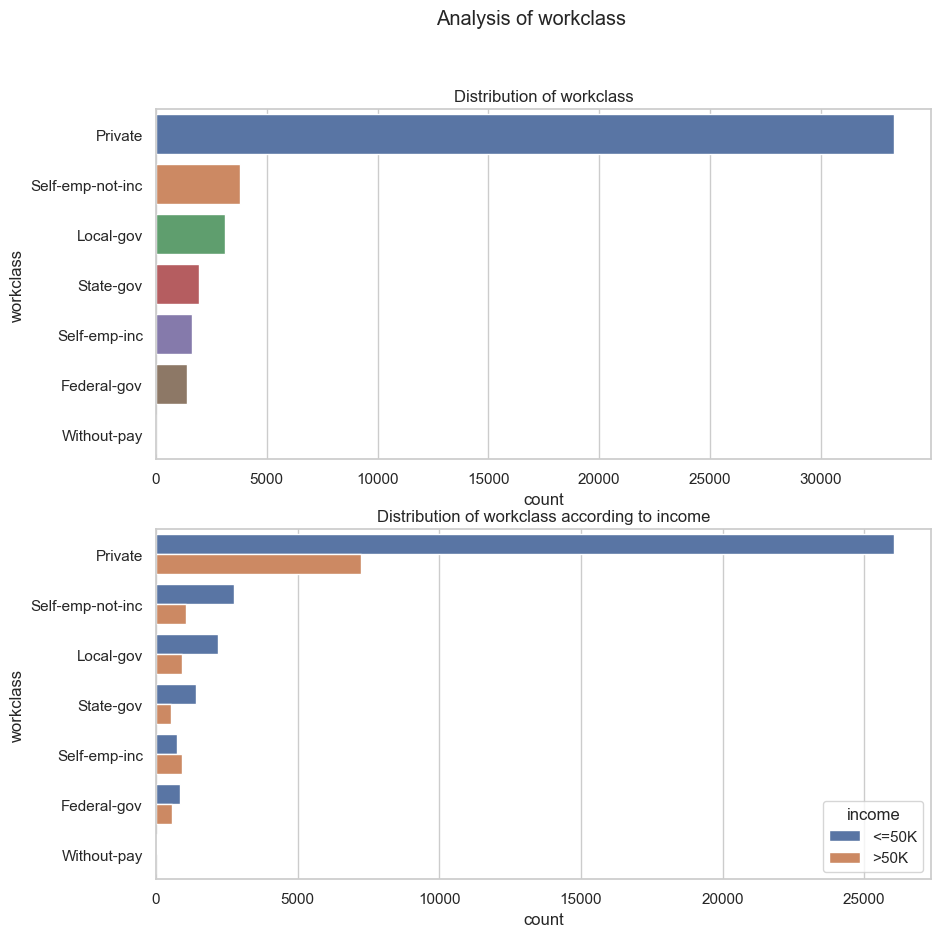 Analysis of workclass
Distribution of workclass
workclass
Private
Self-emp-not-inc
Local-gov
State-gov
Self-emp-inc
Federal-gov
Without-pay
0 5000 10000 15000 20000 25000 30000
count
Distribution of workclass according to income
workclass
Private
Self-emp-not-inc
Local-gov
State-gov
Self-emp-inc
Federal-gov
Without-pay
income
<=50K
>50K
0 5000 10000 15000 20000 25000
count